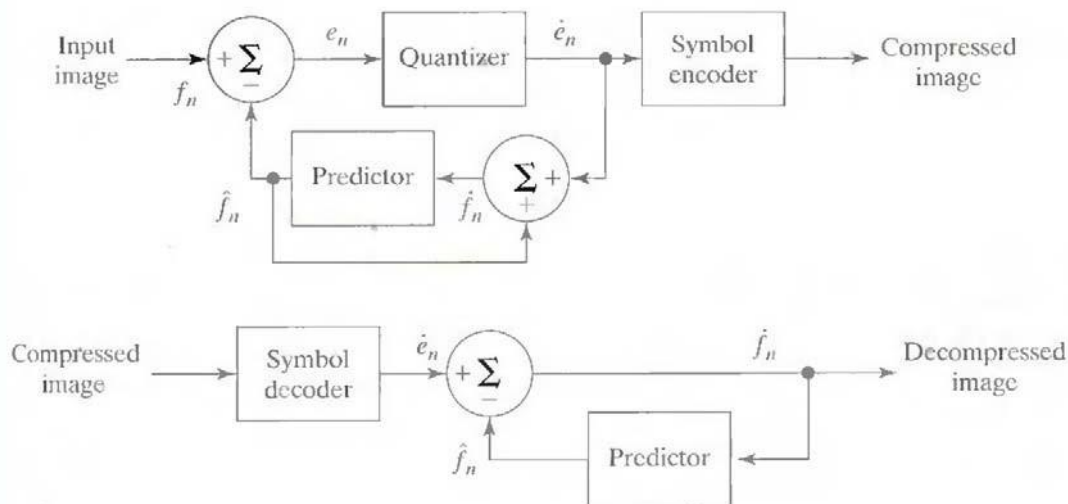 Input image
f_n
+ Σ −
e_n
Quantizer
ė_n
Symbol encoder
Compressed image
f̂_n
Predictor
ḟ_n
Σ +
+
Compressed image
Symbol decoder
ė_n
+ Σ
−
ḟ_n
Decompressed image
f̂_n
Predictor